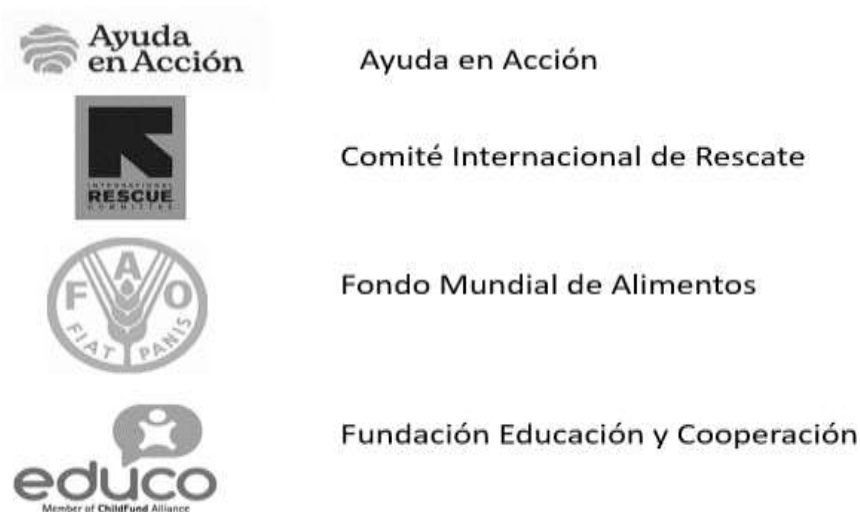 Ayuda
en Acción
Ayuda en Acción
INTERNATIONAL
RESCUE
COMMITTEE
Comité Internacional de Rescate
F A O
FIAT PANIS
Fondo Mundial de Alimentos
educo
Member of ChildFund Alliance
Fundación Educación y Cooperación